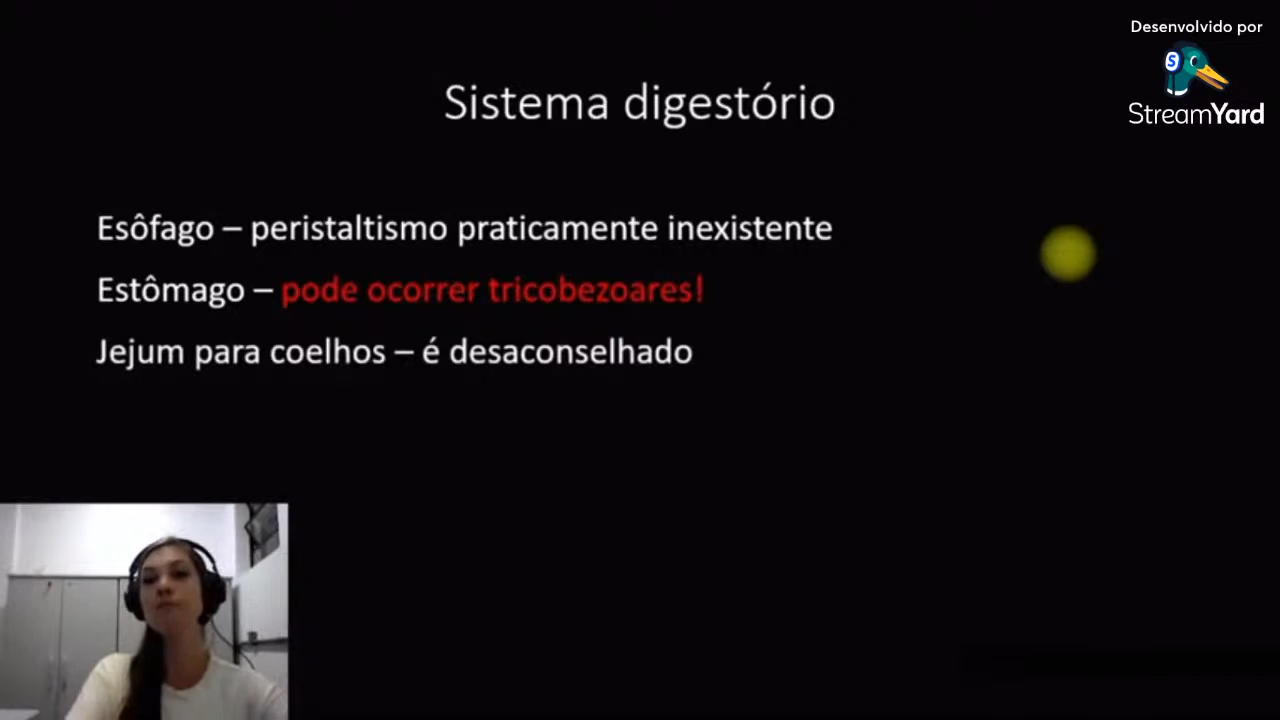 Desenvolvido por
S
StreamYard
Sistema digestório
Esôfago – peristaltismo praticamente inexistente
Estômago – pode ocorrer tricobezoares!
Jejum para coelhos – é desaconselhado